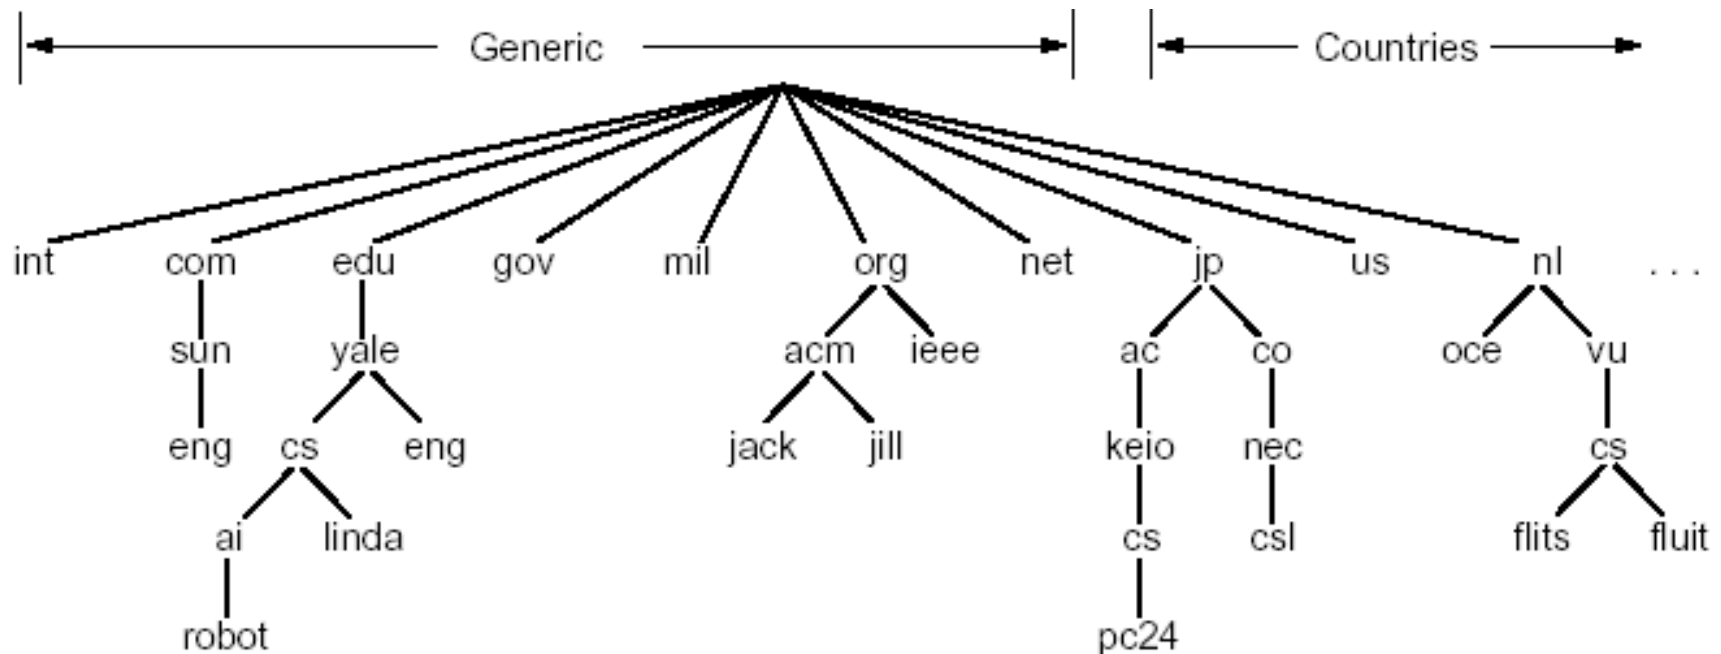 Generic Countries
int com edu gov mil org net jp us nl . . .
sun yale acm ieee ac co oce vu
eng cs eng jack jill keio nec cs
ai linda cs csl flits fluit
robot pc24